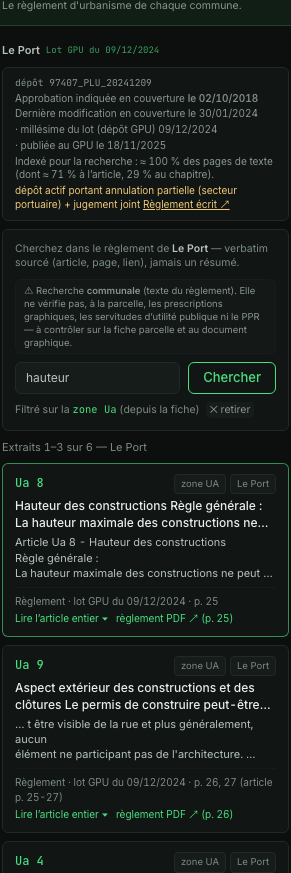 Le règlement d'urbanisme de chaque commune.
Le Port Lot GPU du 09/12/2024
dépôt 97407_PLU_20241209
Approbation indiquée en couverture le 02/10/2018
Dernière modification en couverture le 30/01/2024
· millésime du lot (dépôt GPU) 09/12/2024
· publiée au GPU le 18/11/2025
Indexé pour la recherche : ≈ 100 % des pages de texte
(dont ≈ 71 % à l'article, 29 % au chapitre).
dépôt actif portant annulation partielle (secteur
portuaire) + jugement joint Règlement écrit ↗
Cherchez dans le règlement de Le Port — verbatim
sourcé (article, page, lien), jamais un résumé.
⚠ Recherche communale (texte du règlement). Elle
ne vérifie pas, à la parcelle, les prescriptions
graphiques, les servitudes d'utilité publique ni le PPR
— à contrôler sur la fiche parcelle et au document
graphique.
hauteur
Chercher
Filtré sur la zone Ua (depuis la fiche) ✕ retirer
Extraits 1–3 sur 6 — Le Port
Ua 8 zone UA Le Port
Hauteur des constructions Règle générale :
La hauteur maximale des constructions ne…
Article Ua 8 - Hauteur des constructions
Règle générale :
La hauteur maximale des constructions ne peut …
Règlement · lot GPU du 09/12/2024 · p. 25
Lire l'article entier ▾ règlement PDF ↗ (p. 25)
Ua 9 zone UA Le Port
Aspect extérieur des constructions et des
clôtures Le permis de construire peut-être…
… t être visible de la rue et plus généralement,
aucun
élément ne participant pas de l'architecture. …
Règlement · lot GPU du 09/12/2024 · p. 26, 27 (article
p. 25-27)
Lire l'article entier ▾ règlement PDF ↗ (p. 26)
Ua 4 zone UA Le Port